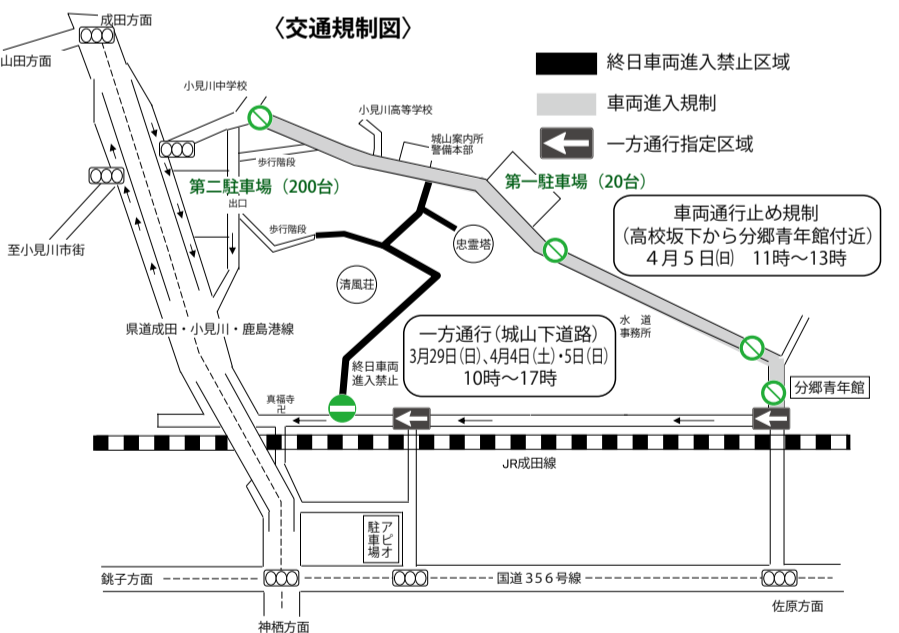 〈交通規制図〉
成田方面
山田方面
終日車両進入禁止区域
車両進入規制
一方通行指定区域
小見川中学校
小見川高等学校
城山案内所
警備本部
歩行階段
第二駐車場（200台）
出口
第一駐車場（20台）
車両通行止め規制
(高校坂下から分郷青年館付近)
４月５日㈰　11時〜13時
歩行階段
忠霊塔
至小見川市街
清風荘
県道成田・小見川・鹿島港線
水道
事務所
一方通行（城山下道路）
3月29日（日）、4月4日（土）・5日（日）
10時〜17時
終日車両
進入禁止
分郷青年館
真福寺
卍
JR成田線
アピオ
駐車場
銚子方面
国道356号線
佐原方面
神栖方面